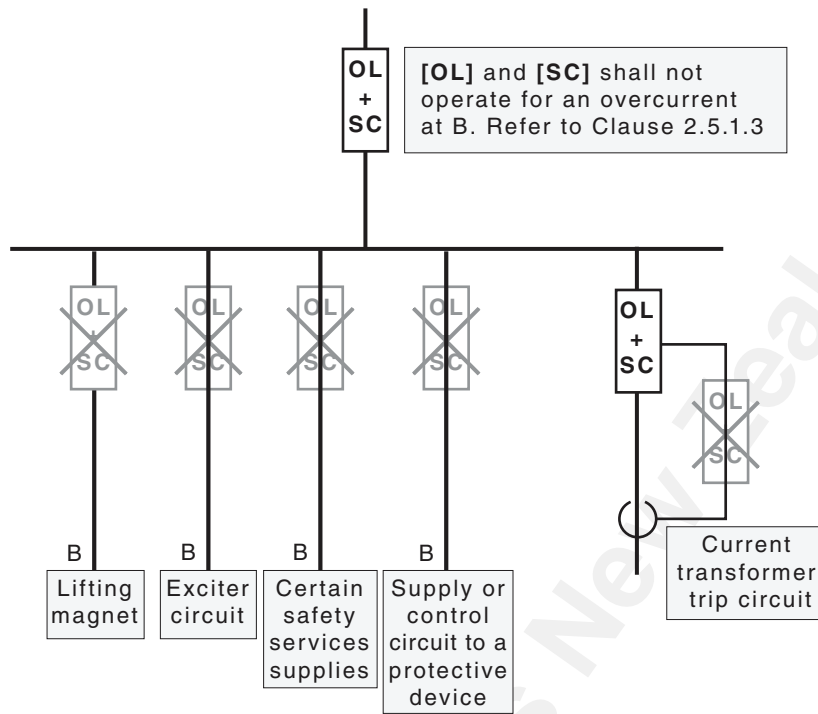 OL
+
SC
[OL] and [SC] shall not
operate for an overcurrent
at B. Refer to Clause 2.5.1.3
OL
+
SC
OL
SC
OL
SC
OL
SC
OL
+
SC
OL
SC
B
B
B
B
Lifting
magnet
Exciter
circuit
Certain
safety
services
supplies
Supply or
control
circuit to a
protective
device
Current
transformer
trip circuit
s New Zeal